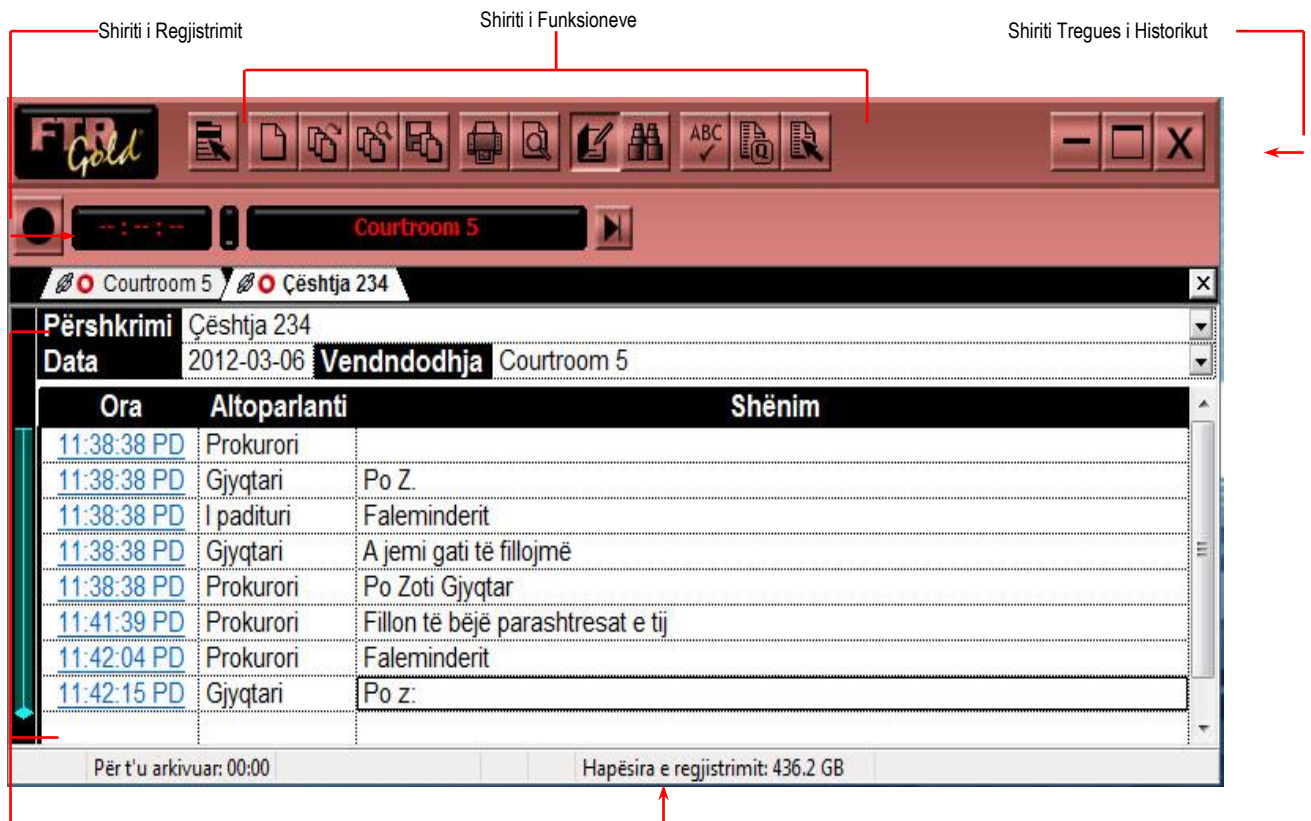 Shiriti i Regjistrimit
Shiriti i Funksioneve
Shiriti Tregues i Historikut
FTR Gold
ABC
Q
X
--:--:-- Courtroom 5
Courtroom 5 Çështja 234 X
Përshkrimi Çështja 234
Data 2012-03-06 Vendndodhja Courtroom 5
Ora Altoparlanti Shënim
11:38:38 PD Prokurori
11:38:38 PD Gjyqtari Po Z.
11:38:38 PD I padituri Faleminderit
11:38:38 PD Gjyqtari A jemi gati të fillojmë
11:38:38 PD Prokurori Po Zoti Gjyqtar
11:41:39 PD Prokurori Fillon të bëjë parashtresat e tij
11:42:04 PD Prokurori Faleminderit
11:42:15 PD Gjyqtari Po z:
Për t'u arkivuar: 00:00 Hapësira e regjistrimit: 436.2 GB